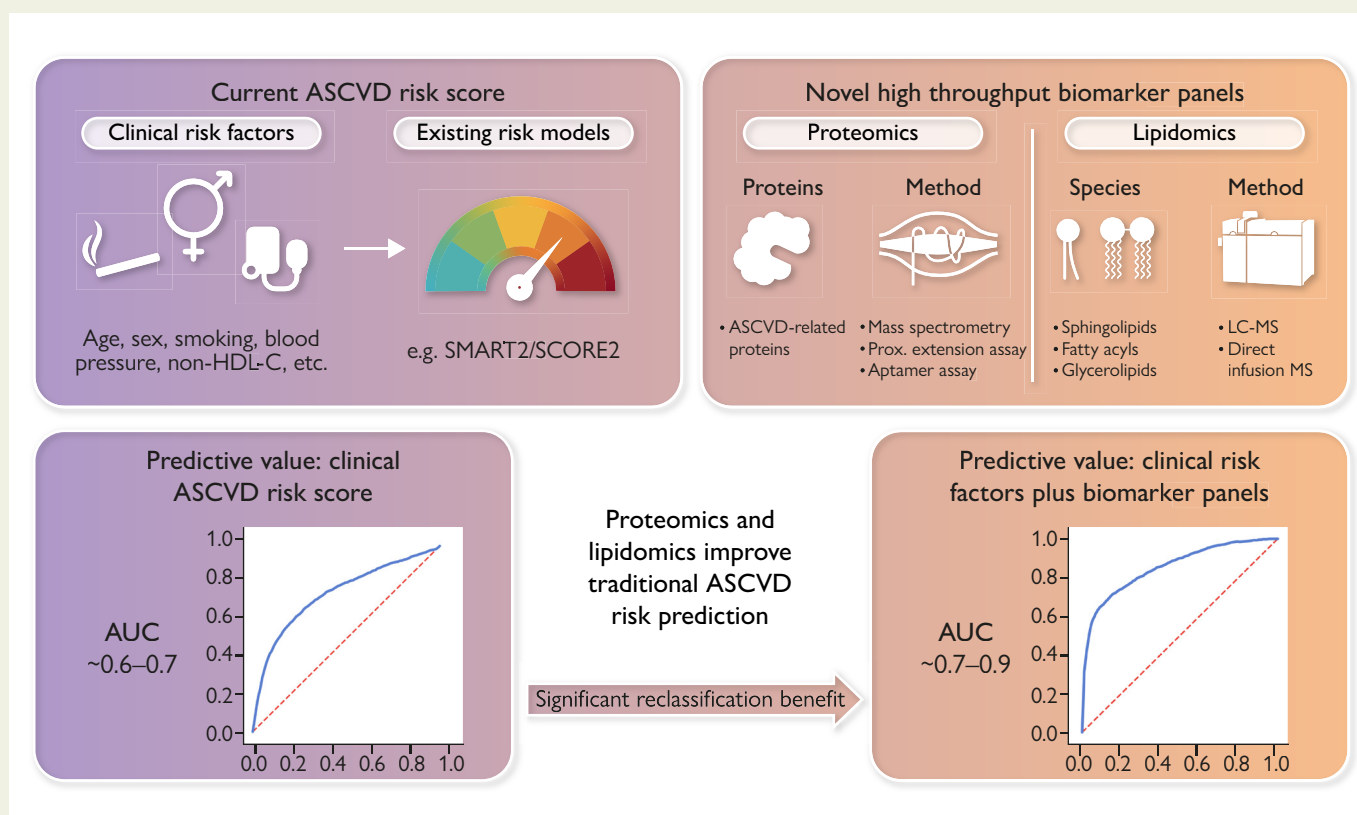 Current ASCVD risk score
Clinical risk factors
Existing risk models
Age, sex, smoking, blood
pressure, non-HDL-C, etc.
e.g. SMART2/SCORE2
Novel high throughput biomarker panels
Proteomics
Lipidomics
Proteins
Method
Species
Method
• ASCVD-related
proteins
• Mass spectrometry
• Prox. extension assay
• Aptamer assay
• Sphingolipids
• Fatty acyls
• Glycerolipids
• LC-MS
• Direct
infusion MS
Predictive value: clinical
ASCVD risk score
AUC
~0.6–0.7
1.0
0.8
0.6
0.4
0.2
0.0
0.0 0.2 0.4 0.6 0.8 1.0
Proteomics and
lipidomics improve
traditional ASCVD
risk prediction
Significant reclassification benefit
Predictive value: clinical risk
factors plus biomarker panels
AUC
~0.7–0.9
1.0
0.8
0.6
0.4
0.2
0.0
0.0 0.2 0.4 0.6 0.8 1.0